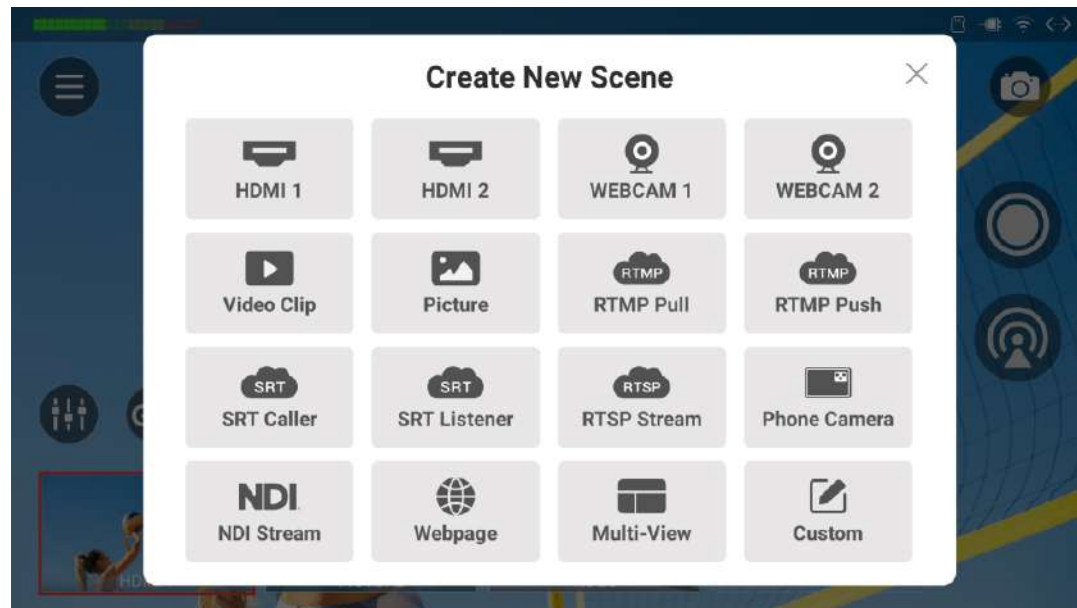 Create New Scene
HDMI 1
HDMI 2
WEBCAM 1
WEBCAM 2
Video Clip
Picture
RTMP
RTMP Pull
RTMP
RTMP Push
SRT
SRT Caller
SRT
SRT Listener
RTSP
RTSP Stream
Phone Camera
NDI
NDI Stream
Webpage
Multi-View
Custom